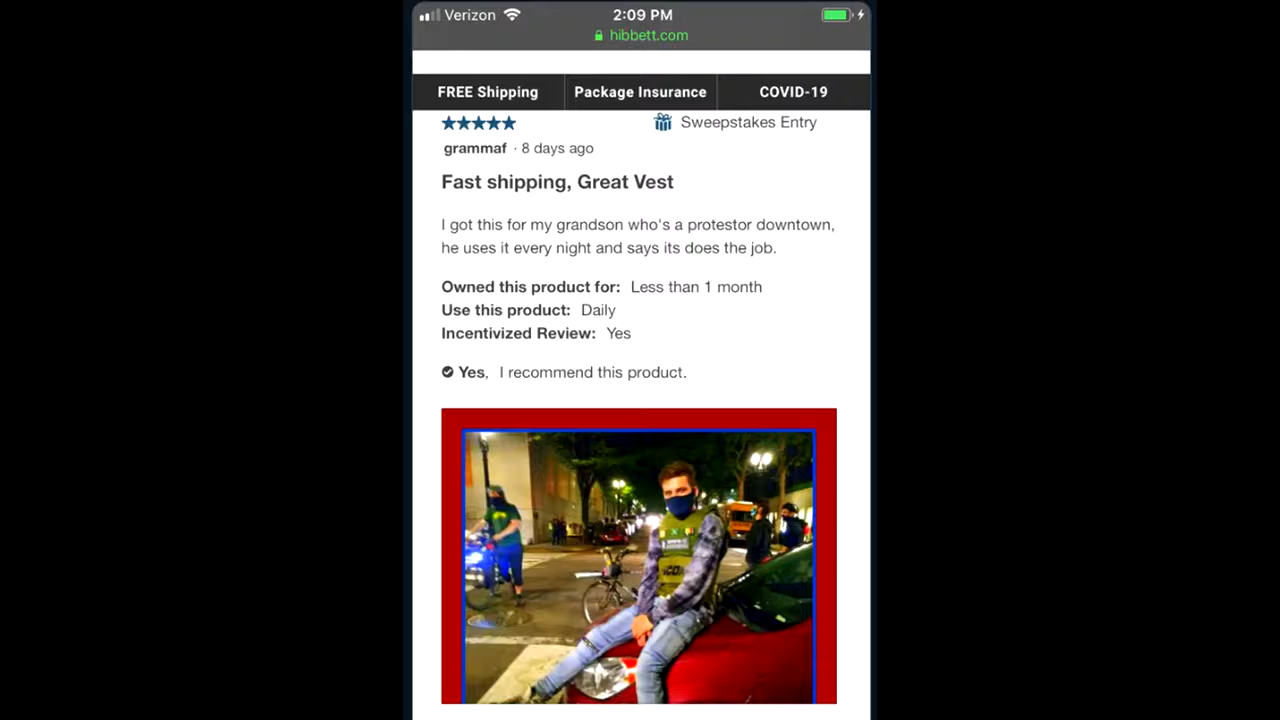 Verizon 2:09 PM
hibbett.com
FREE Shipping Package Insurance COVID-19
Sweepstakes Entry
grammaf · 8 days ago
Fast shipping, Great Vest
I got this for my grandson who's a protestor downtown,
he uses it every night and says its does the job.
Owned this product for: Less than 1 month
Use this product: Daily
Incentivized Review: Yes
Yes, I recommend this product.